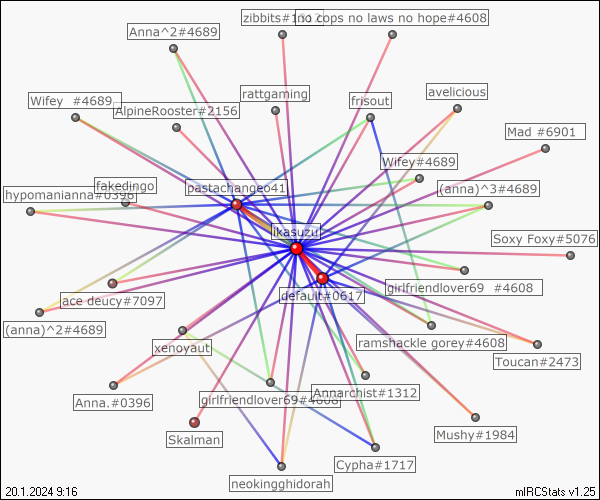 zibbits#1312
no cops no laws no hope#4608
Anna^2#4689
rattgaming
avelicious
Wifey  #4689
AlpineRooster#2156
frisout
Mad #6901
Wifey#4689
fakedingo
pastachangeo41
(anna)^3#4689
hypomanianna#0396
ikasuzu
Soxy Foxy#5076
girlfriendlover69  #4608
default#0617
ace deucy#7097
(anna)^2#4689
xenoyaut
ramshackle gorey#4608
Toucan#2473
Annarchist#1312
girlfriendlover69#4608
Anna.#0396
Mushy#1984
Skalman
Cypha#1717
neokingghidorah
20.1.2024 9:16
mIRCStats v1.25